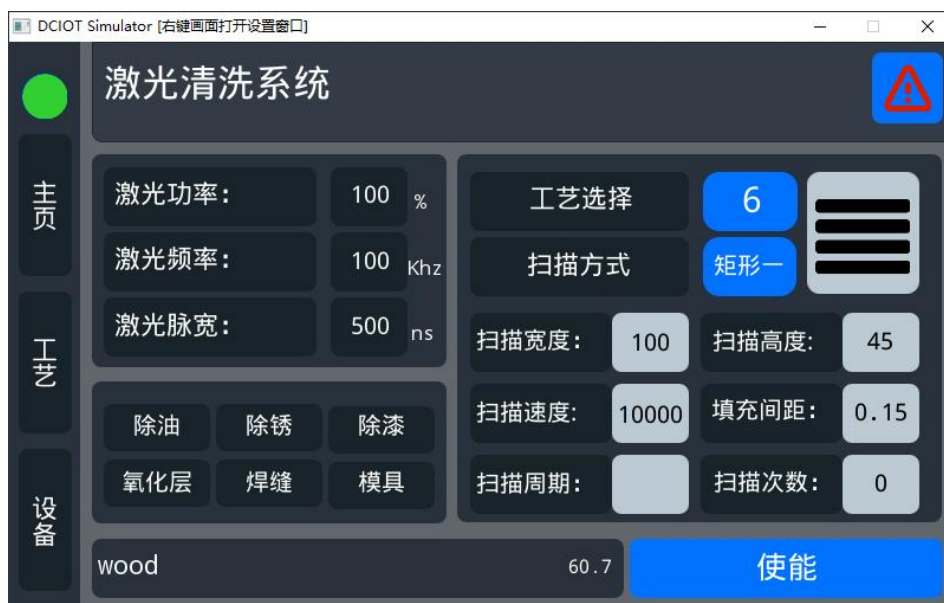 DCIOT Simulator [右键画面打开设置窗口]
激光清洗系统
主页
工艺
设备
激光功率: 100 %
激光频率: 100 Khz
激光脉宽: 500 ns
除油 除锈 除漆
氧化层 焊缝 模具
工艺选择 6
扫描方式 矩形一
扫描宽度: 100 扫描高度: 45
扫描速度: 10000 填充间距: 0.15
扫描周期: 扫描次数: 0
wood 60.7
使能